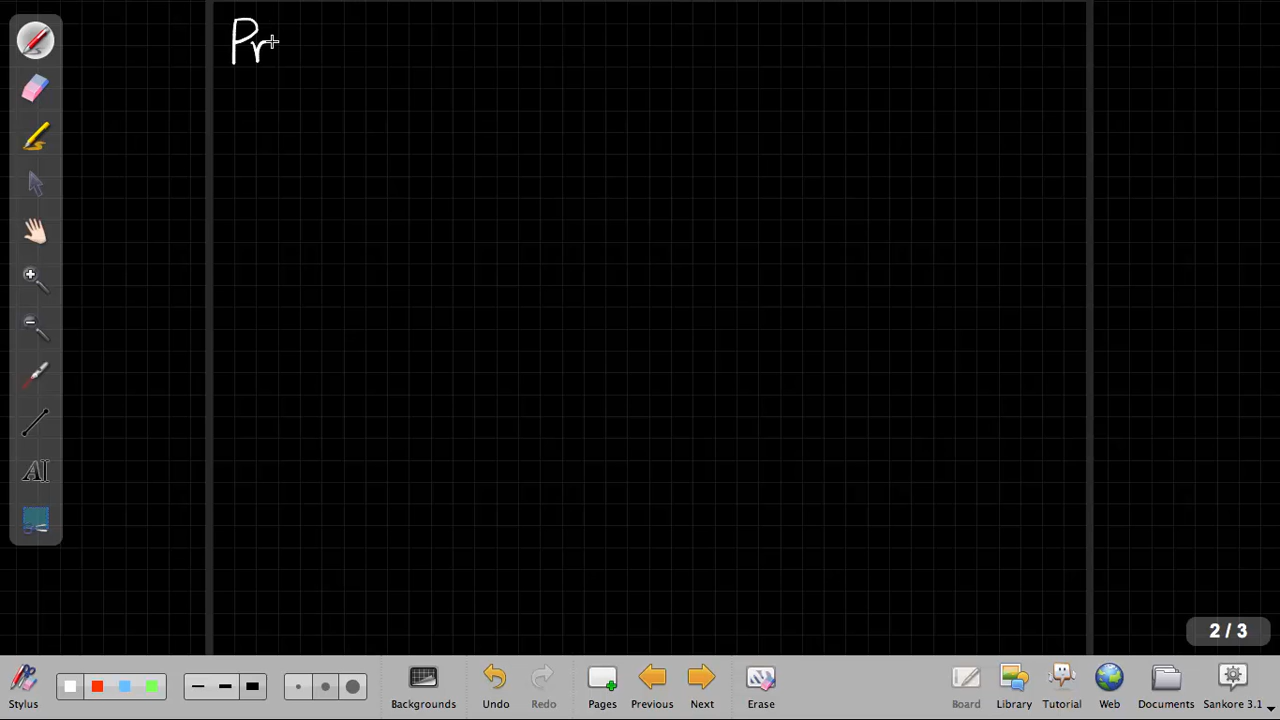 Pr
2 / 3
Stylus
Backgrounds
Undo
Redo
Pages
Previous
Next
Erase
Board
Library
Tutorial
Web
Documents
Sankore 3.1
AI